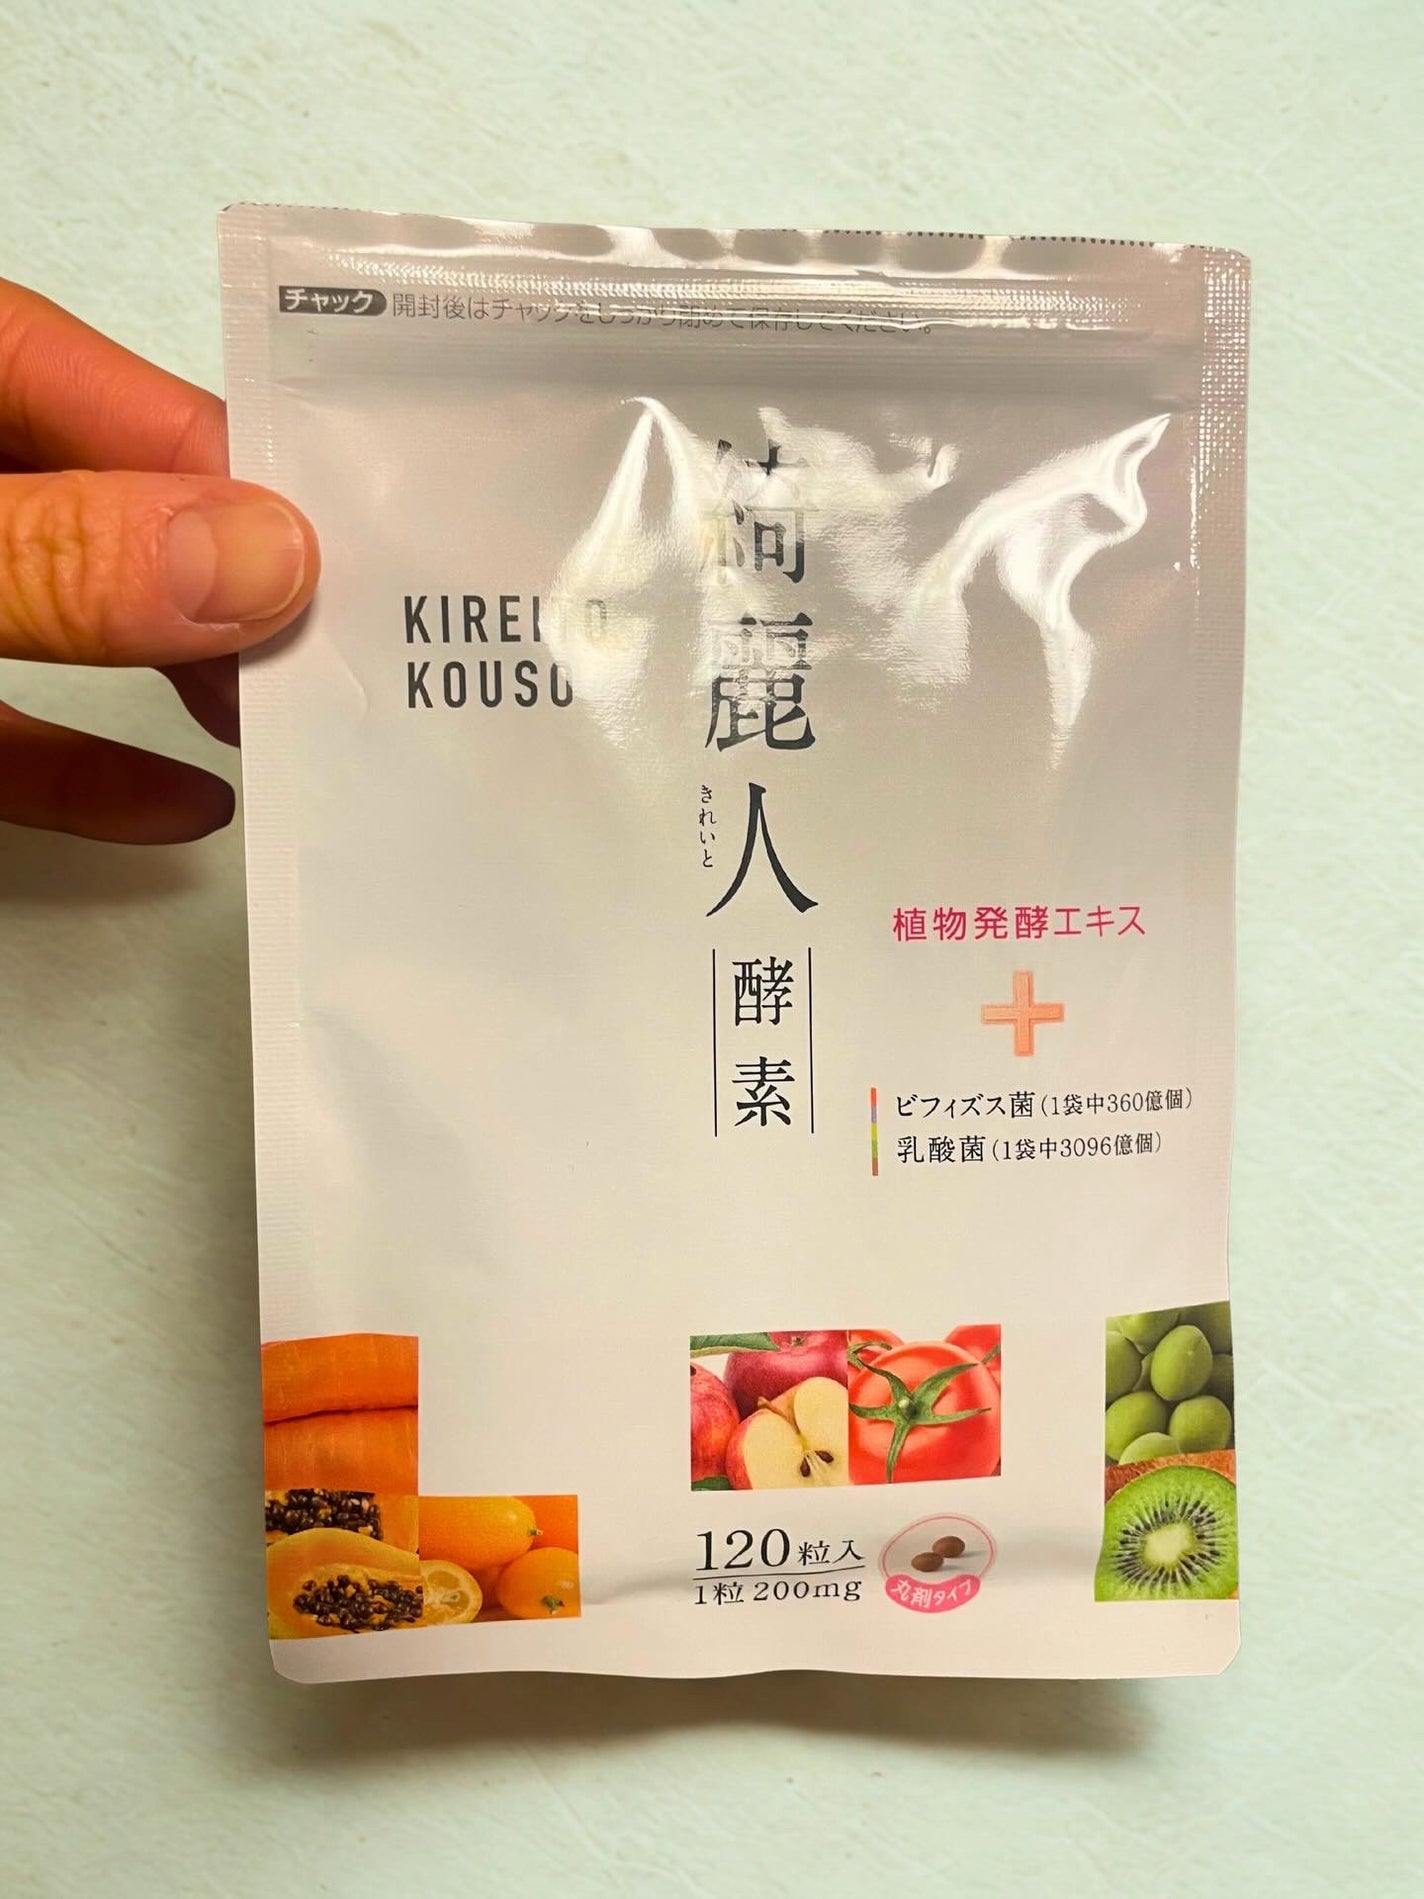 チャック 開封後はチャックをしっかり閉めて保存してください。
KIREITO
KOUSO
綺麗人
きれいと
酵素
植物発酵エキス
+
ビフィズス菌(1袋中360億個)
乳酸菌(1袋中3096億個)
120粒入
1粒 200mg
丸剤タイプ